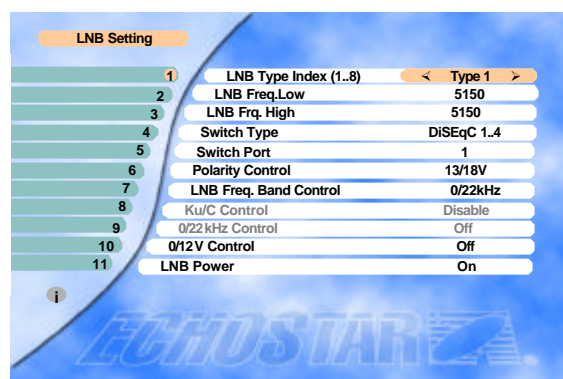 LNB Setting
1 LNB Type Index (1..8) < Type 1 >
2 LNB Freq.Low 5150
3 LNB Frq. High 5150
4 Switch Type DiSEqC 1..4
5 Switch Port 1
6 Polarity Control 13/18V
7 LNB Freq. Band Control 0/22kHz
8 Ku/C Control Disable
9 0/22 kHz Control Off
10 0/12 V Control Off
11 LNB Power On
i
ECHOSTAR